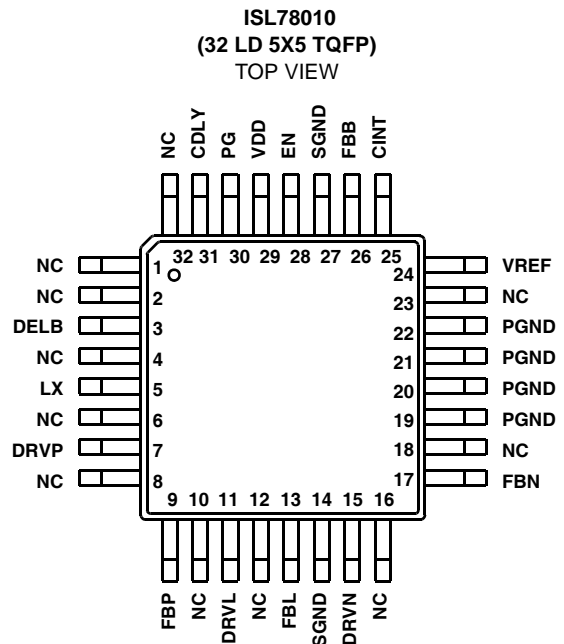 ISL78010
(32 LD 5X5 TQFP)
TOP VIEW
NC
CDLY
PG
VDD
EN
SGND
FBB
CINT
32 31 30 29 28 27 26 25
NC 1
NC 2
DELB 3
NC 4
LX 5
NC 6
DRVP 7
NC 8
24 VREF
23 NC
22 PGND
21 PGND
20 PGND
19 PGND
18 NC
17 FBN
9 10 11 12 13 14 15 16
FBP
NC
DRVL
NC
FBL
SGND
DRVN
NC